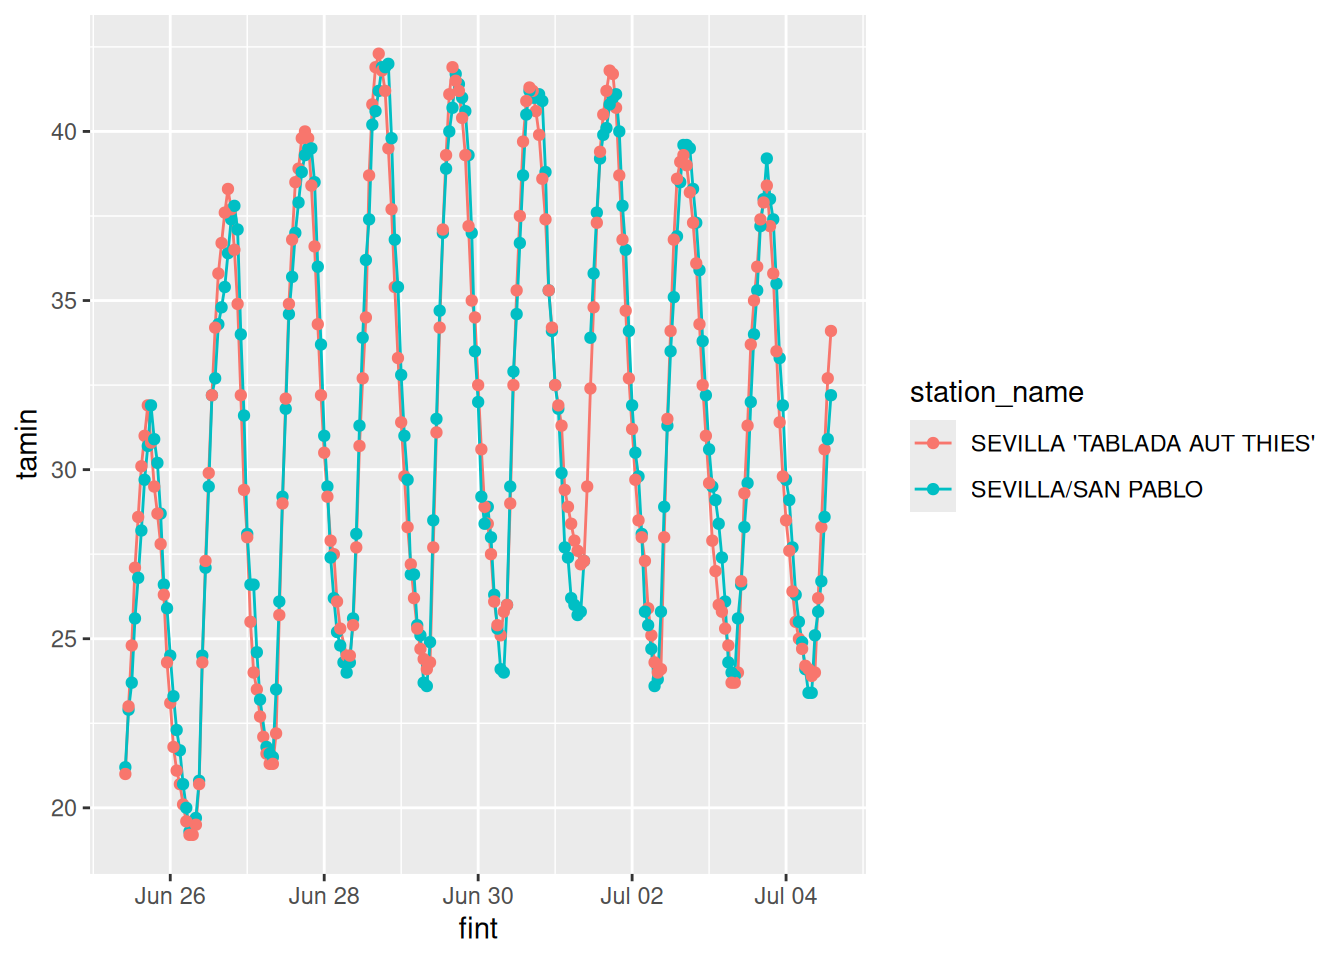 40
35
30
25
20
tamin
Jun 26
Jun 28
Jun 30
Jul 02
Jul 04
fint
station_name
SEVILLA 'TABLADA AUT THIES'
SEVILLA/SAN PABLO